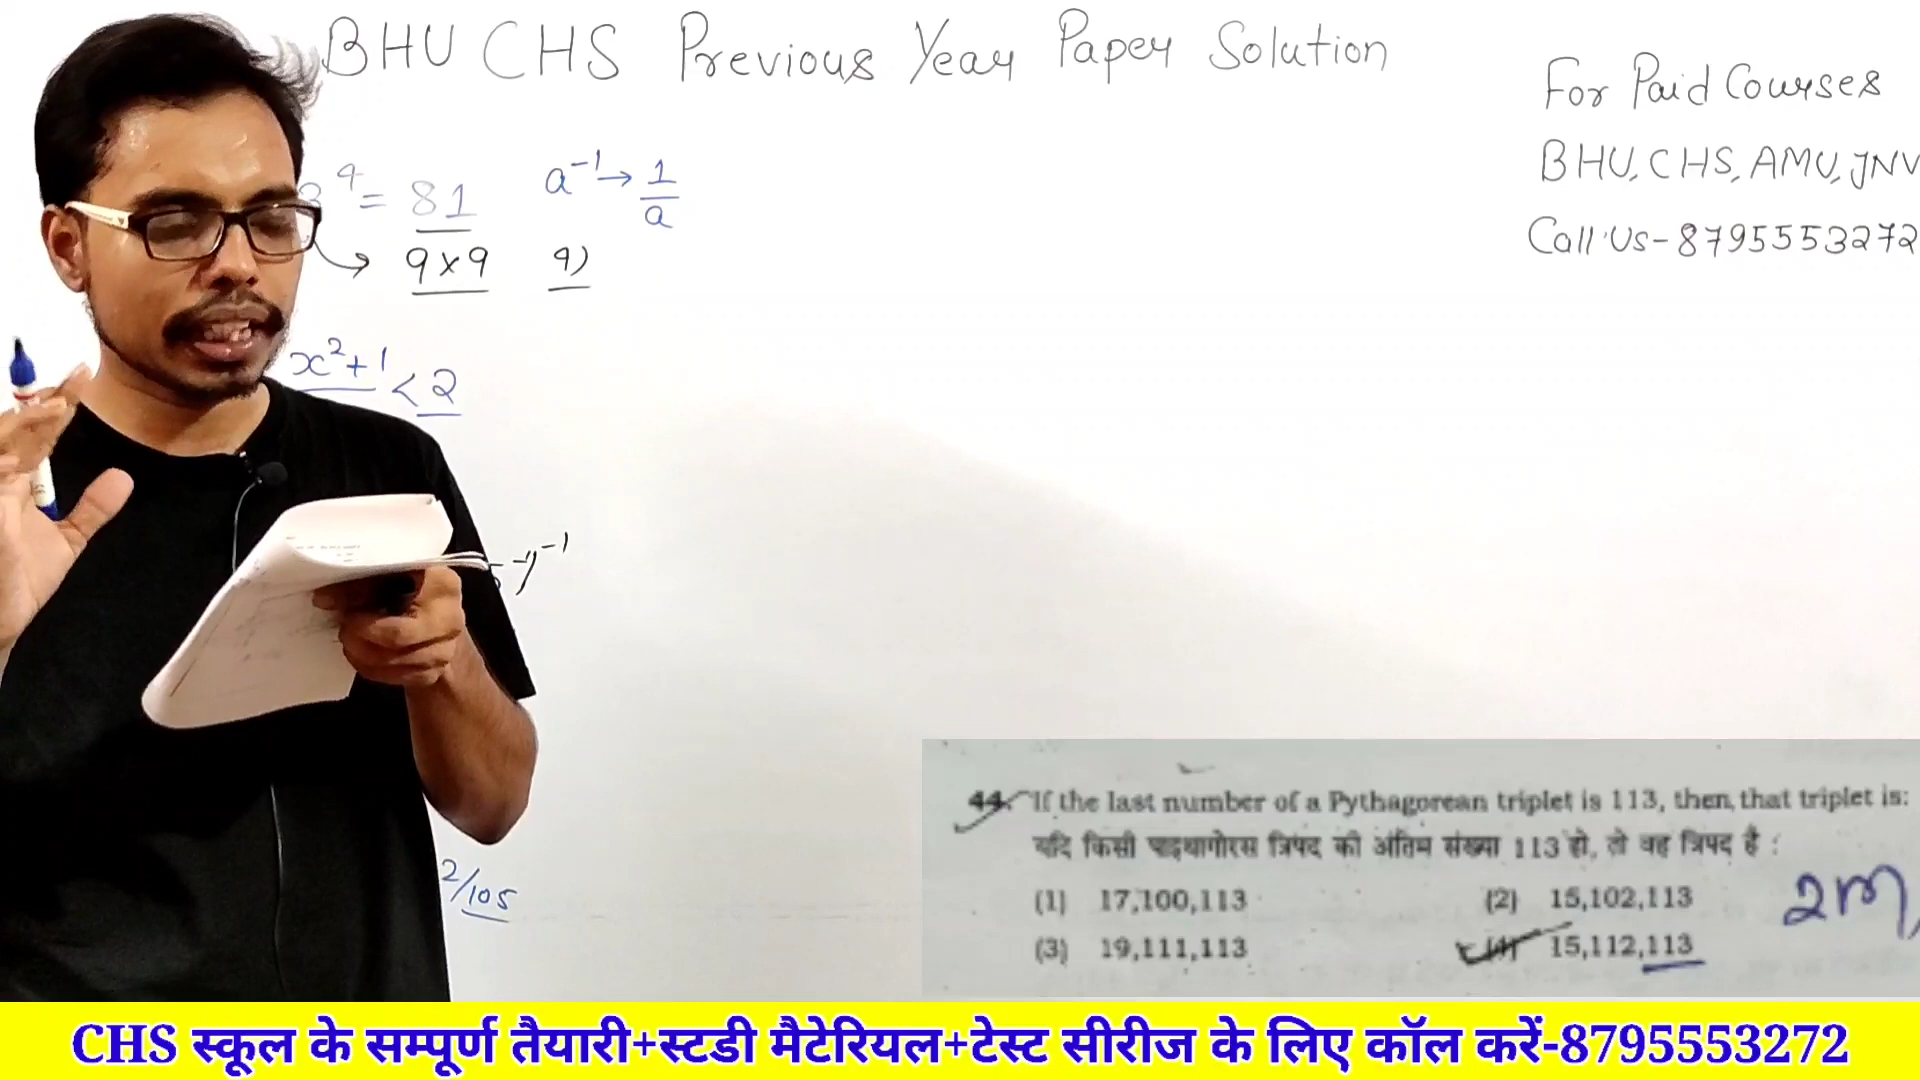 BHU CHS Previous Year Paper Solution
For Paid Courses
BHU, CHS, AMU, JNV
Call Us-8795553272
3⁴ = 81
a⁻¹→ 1/a
9×9 9)
x²+1 < 2
y⁻¹
2/105
44. If the last number of a Pythagorean triplet is 113, then, that triplet is:
यदि किसी पाइथागोरस त्रिपद की अंतिम संख्या 113 हो, तो वह त्रिपद है :
(1) 17,100,113 (2) 15,102,113
(3) 19,111,113 (4) 15,112,113
2m,
CHS स्कूल के सम्पूर्ण तैयारी+स्टडी मैटेरियल+टेस्ट सीरीज के लिए कॉल करें-8795553272